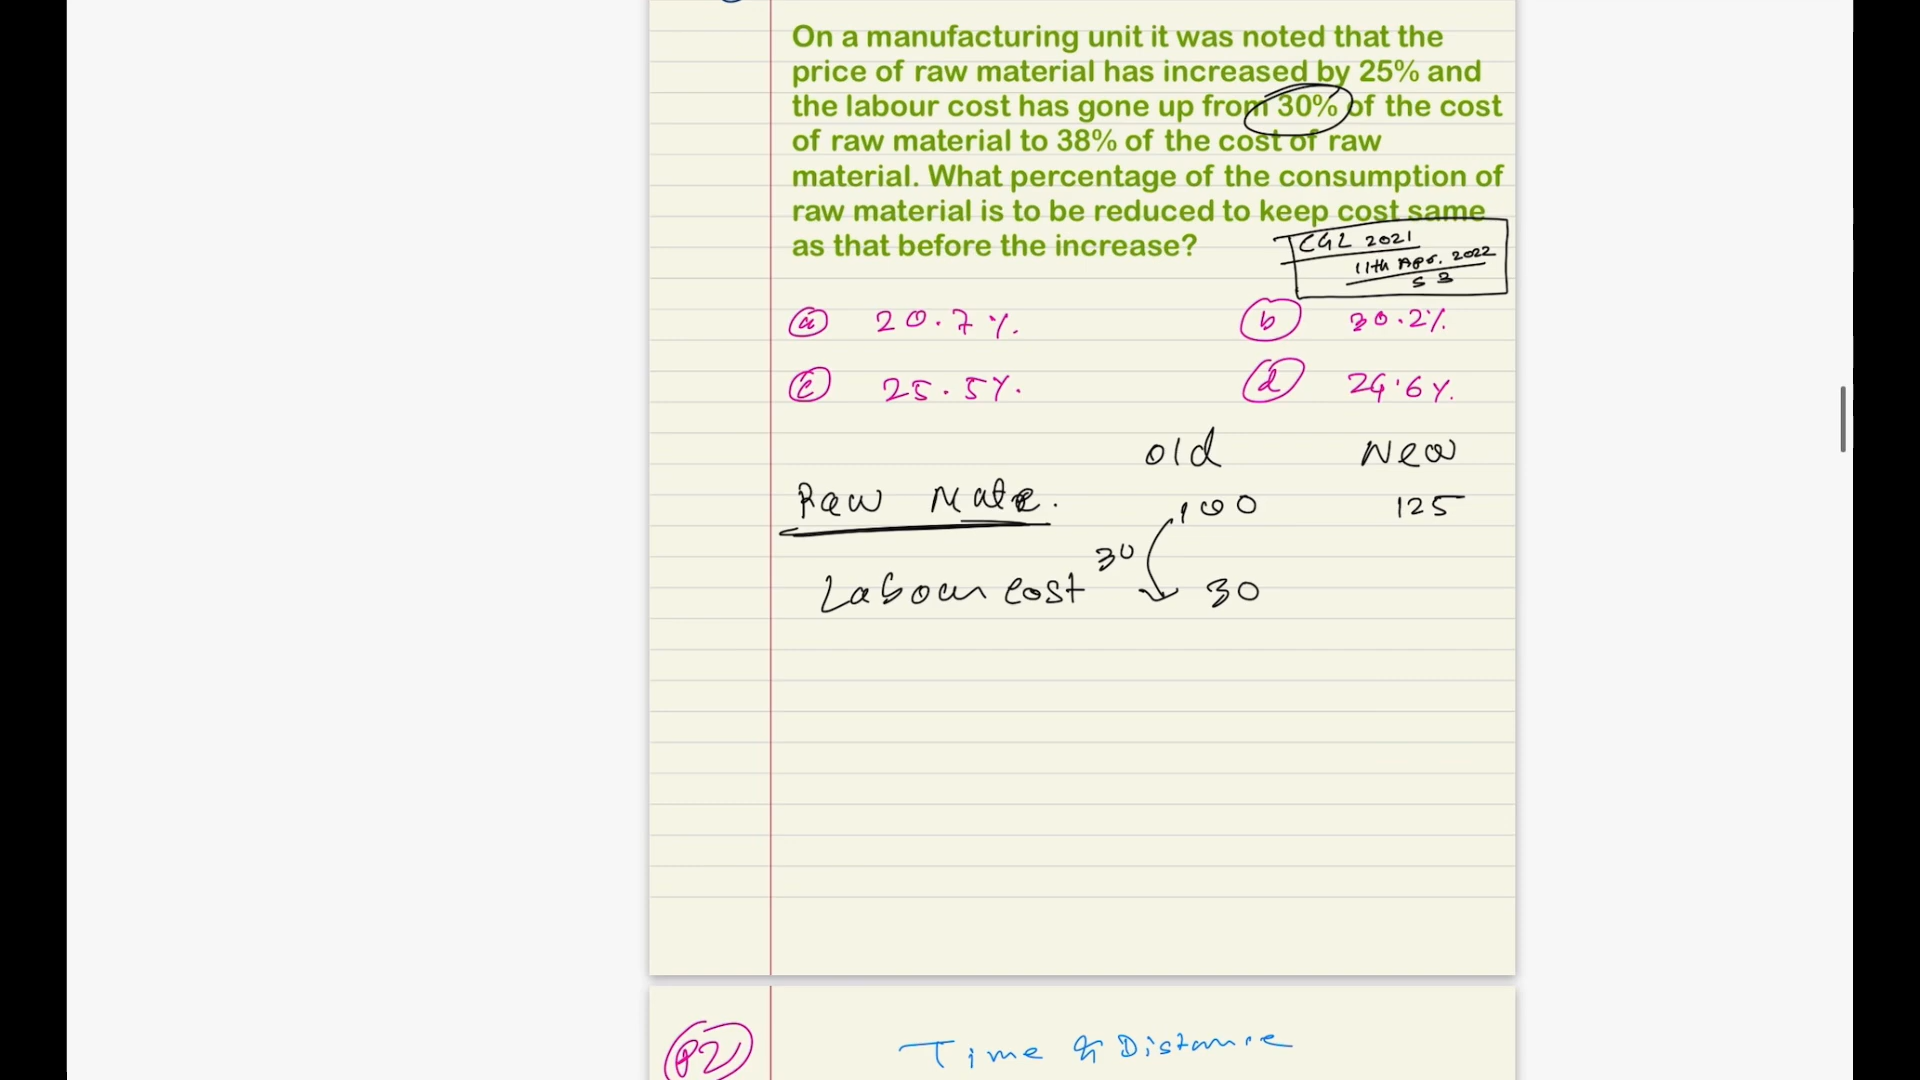 On a manufacturing unit it was noted that the
price of raw material has increased by 25% and
the labour cost has gone up from 30% of the cost
of raw material to 38% of the cost of raw
material. What percentage of the consumption of
raw material is to be reduced to keep cost same
as that before the increase?
CGL 2021
11th Apr. 2022
S 3
(a) 20.7%. (b) 30.2%.
(c) 25.5%. (d) 24.6%.
Old New
Raw Mate. 100 125
30
Labour cost 30
P2
Time & Distance